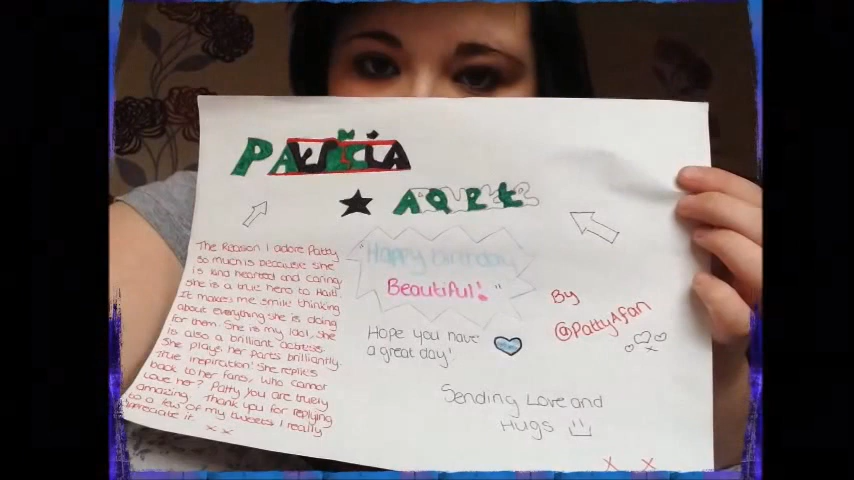 PATRICIA
The Reason I adore Patty
so much is because she
is kind hearted and caring,
she is a true hero to Haiti.
It makes me smile thinking
about everything she is doing
for them. She is my idol, she
is also a brilliant actress.
She plays her parts brilliantly.
True inspiration! She replies
back to her fans, who cannot
love her? Patty you are truely
amazing. Thank you for replying
to a few of my tweets I really
appreciate it. x x
"Happy Birthday
Beautiful! "
Hope you have
a great day!
By
@PattyAfan
Sending Love and
Hugs
x x